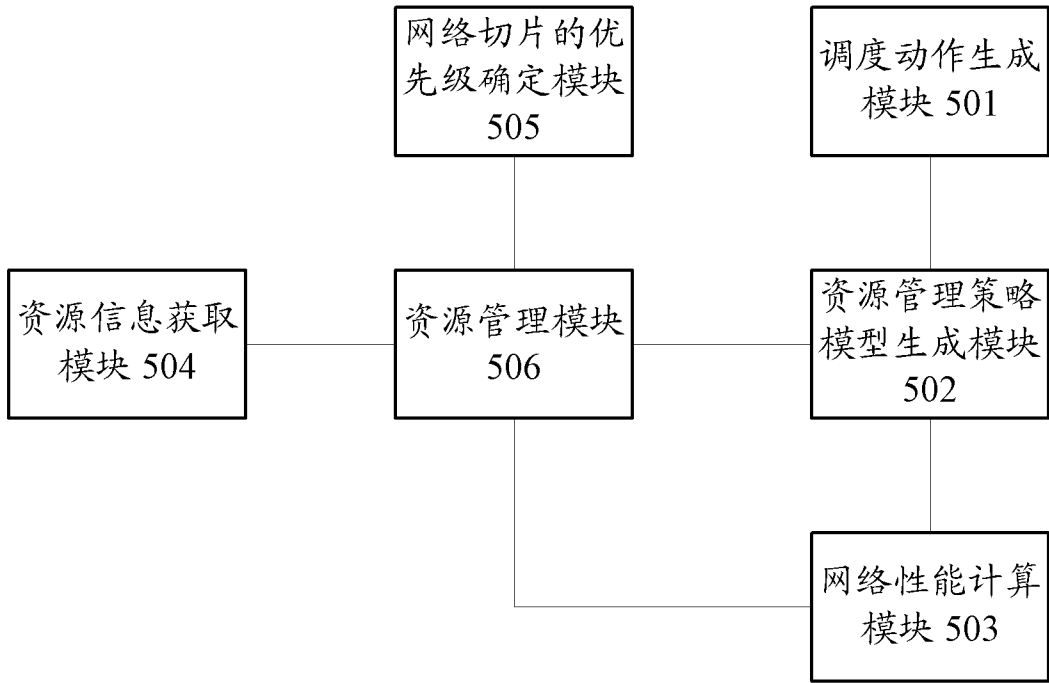 网络切片的优
先级确定模块
505
调度动作生成
模块 501
资源信息获取
模块 504
资源管理模块
506
资源管理策略
模型生成模块
502
网络性能计算
模块 503